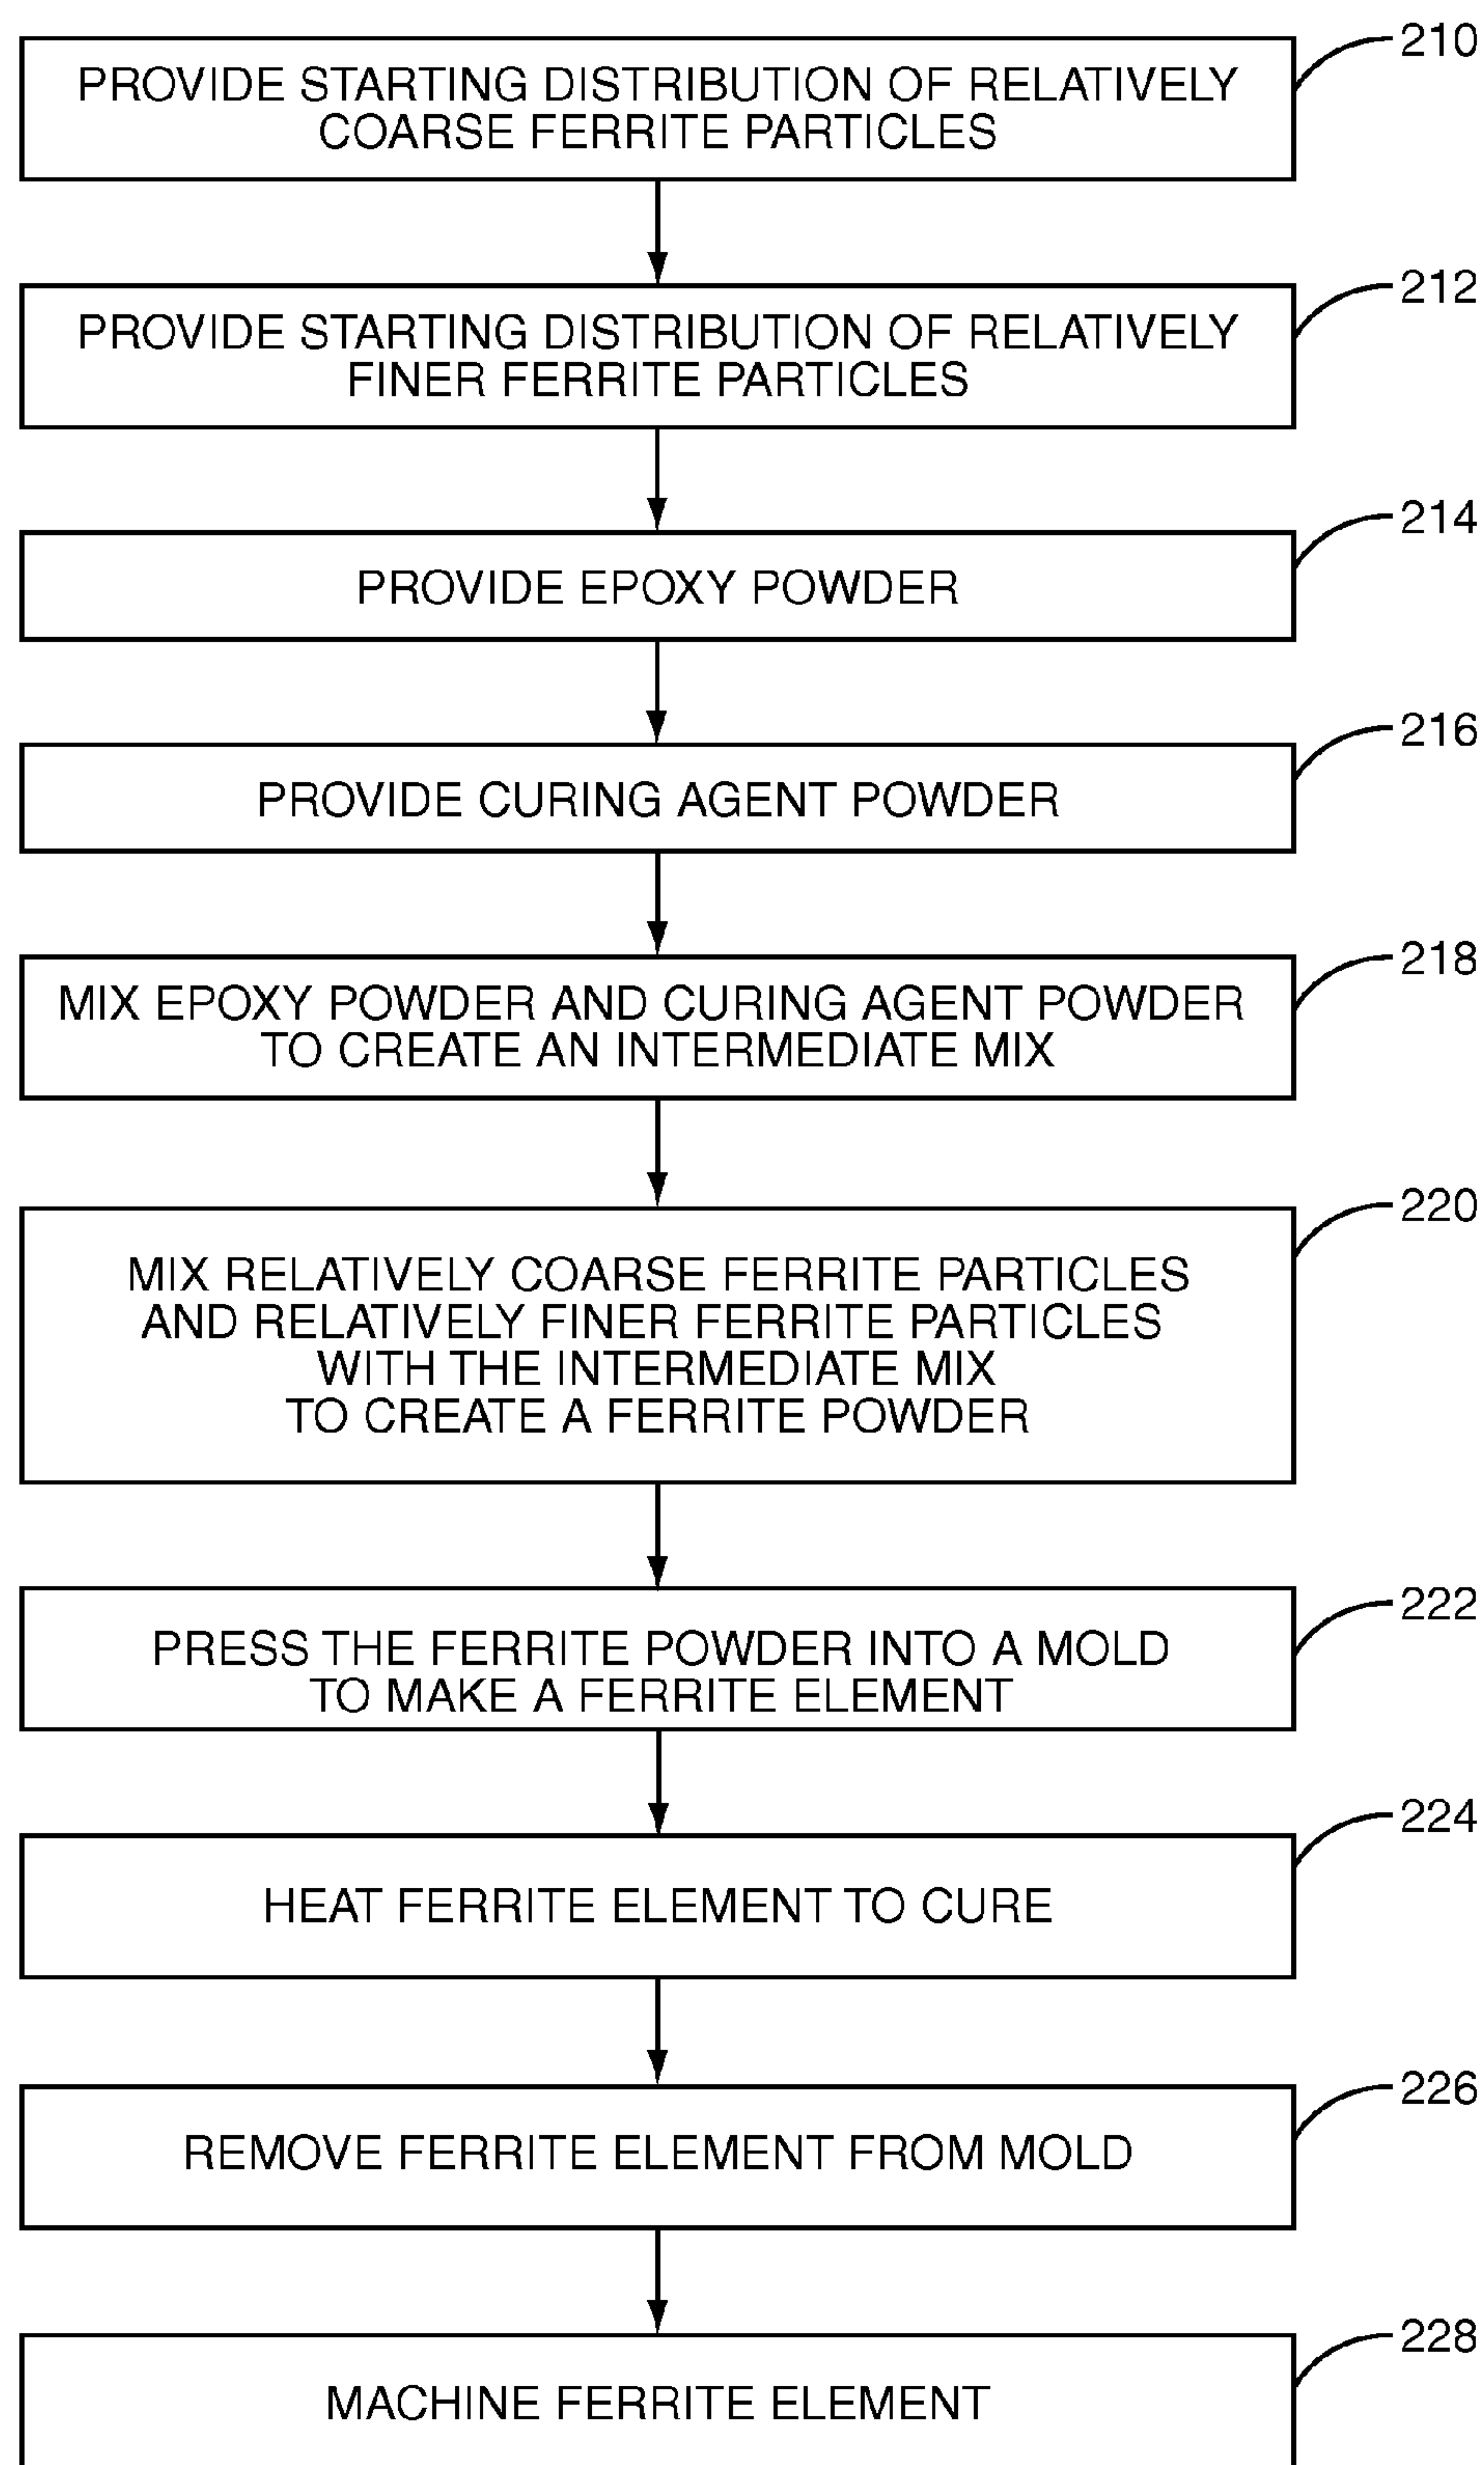 210
PROVIDE STARTING DISTRIBUTION OF RELATIVELY
COARSE FERRITE PARTICLES
212
PROVIDE STARTING DISTRIBUTION OF RELATIVELY
FINER FERRITE PARTICLES
214
PROVIDE EPOXY POWDER
216
PROVIDE CURING AGENT POWDER
218
MIX EPOXY POWDER AND CURING AGENT POWDER
TO CREATE AN INTERMEDIATE MIX
220
MIX RELATIVELY COARSE FERRITE PARTICLES
AND RELATIVELY FINER FERRITE PARTICLES
WITH THE INTERMEDIATE MIX
TO CREATE A FERRITE POWDER
222
PRESS THE FERRITE POWDER INTO A MOLD
TO MAKE A FERRITE ELEMENT
224
HEAT FERRITE ELEMENT TO CURE
226
REMOVE FERRITE ELEMENT FROM MOLD
228
MACHINE FERRITE ELEMENT